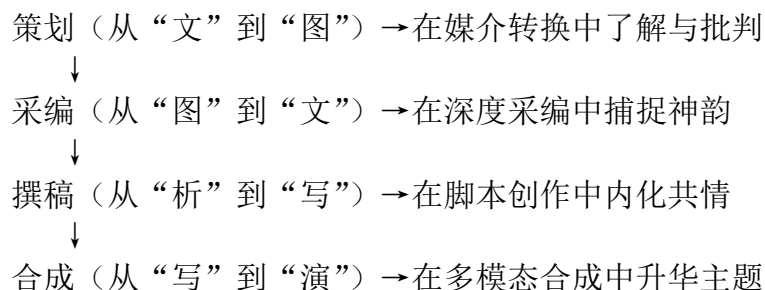 策划（从“文”到“图”）→在媒介转换中了解与批判
↓
采编（从“图”到“文”）→在深度采编中捕捉神韵
↓
撰稿（从“析”到“写”）→在脚本创作中内化共情
↓
合成（从“写”到“演”）→在多模态合成中升华主题